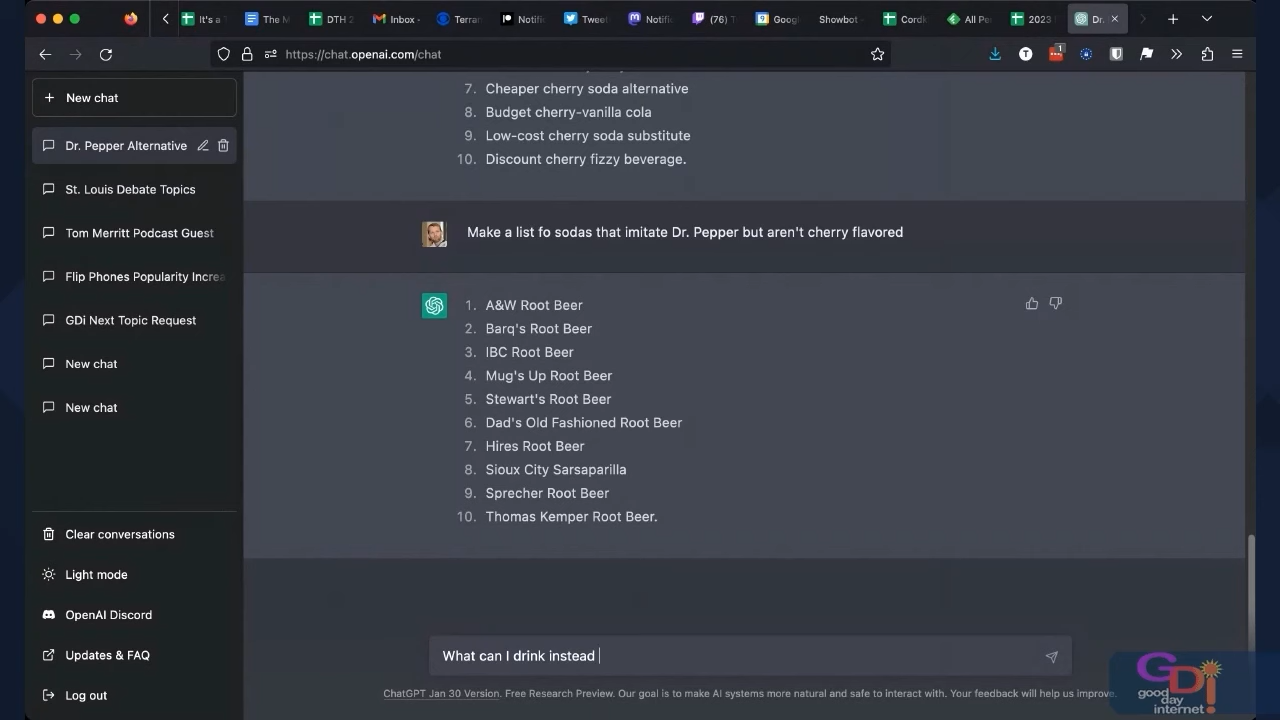 It's a
The M
DTH 2
Inbox
Terran
Notific
Tweet
Notific
(76) T
Googl
Showbot
Cordk
All Pe
2023
Dr.
https://chat.openai.com/chat
1
T
New chat
Dr. Pepper Alternative
St. Louis Debate Topics
Tom Merritt Podcast Guest
Flip Phones Popularity Increa
GDi Next Topic Request
New chat
New chat
Clear conversations
Light mode
OpenAI Discord
Updates & FAQ
Log out
7. Cheaper cherry soda alternative
8. Budget cherry-vanilla cola
9. Low-cost cherry soda substitute
10. Discount cherry fizzy beverage.
Make a list fo sodas that imitate Dr. Pepper but aren't cherry flavored
1. A&W Root Beer
2. Barq's Root Beer
3. IBC Root Beer
4. Mug's Up Root Beer
5. Stewart's Root Beer
6. Dad's Old Fashioned Root Beer
7. Hires Root Beer
8. Sioux City Sarsaparilla
9. Sprecher Root Beer
10. Thomas Kemper Root Beer.
What can I drink instead
ChatGPT Jan 30 Version. Free Research Preview. Our goal is to make AI systems more natural and safe to interact with. Your feedback will help us improve.
GDi
good
day
internet!